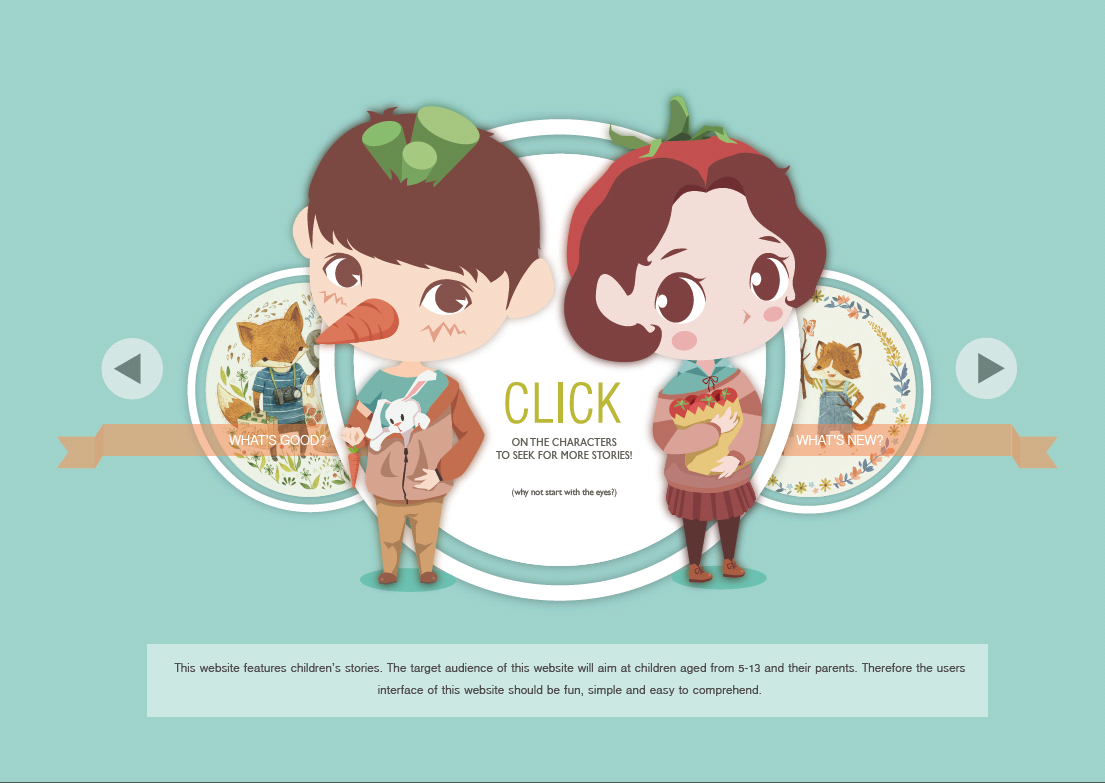 CLICK
ON THE CHARACTERS
TO SEEK FOR MORE STORIES!
WHAT'S GOOD?
WHAT'S NEW?
(why not start with the eyes?)
This website features children's stories. The target audience of this website will aim at children aged from 5-13 and their parents. Therefore the users
interface of this website should be fun, simple and easy to comprehend.